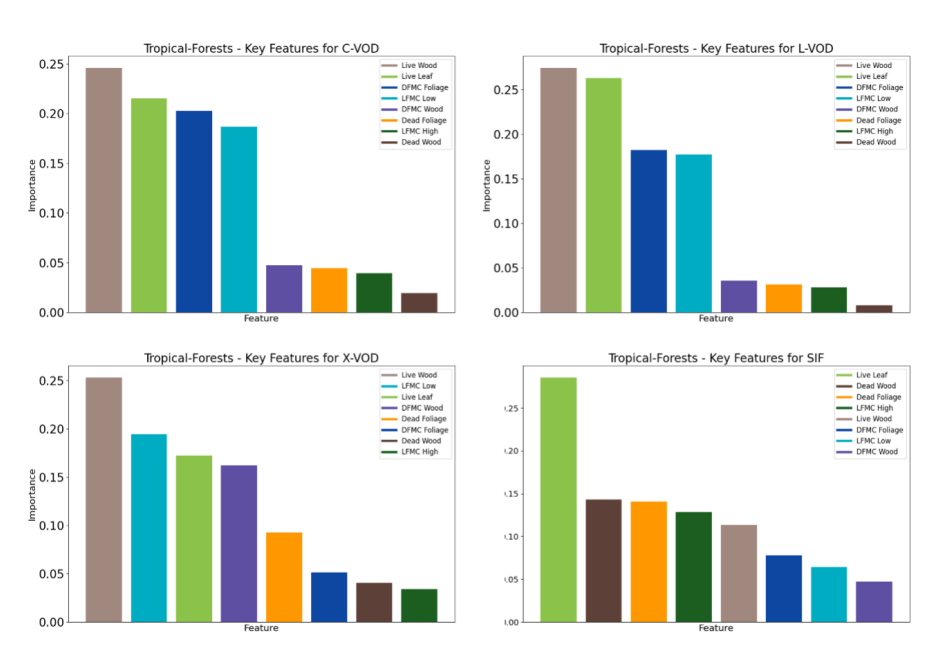 Tropical-Forests - Key Features for C-VOD
0.25
0.20
0.15
0.10
0.05
0.00
Importance
Feature
Live Wood
Live Leaf
DFMC Foliage
LFMC Low
DFMC Wood
Dead Foliage
LFMC High
Dead Wood
Tropical-Forests - Key Features for L-VOD
0.25
0.20
0.15
0.10
0.05
0.00
Importance
Feature
Live Wood
Live Leaf
DFMC Foliage
LFMC Low
DFMC Wood
Dead Foliage
LFMC High
Dead Wood
Tropical-Forests - Key Features for X-VOD
0.25
0.20
0.15
0.10
0.05
0.00
Importance
Feature
Live Wood
LFMC Low
Live Leaf
DFMC Wood
Dead Foliage
DFMC Foliage
Dead Wood
LFMC High
Tropical-Forests - Key Features for SIF
.25
.20
.15
.10
.05
.00
Feature
Live Leaf
Dead Wood
Dead Foliage
LFMC High
Live Wood
DFMC Foliage
LFMC Low
DFMC Wood